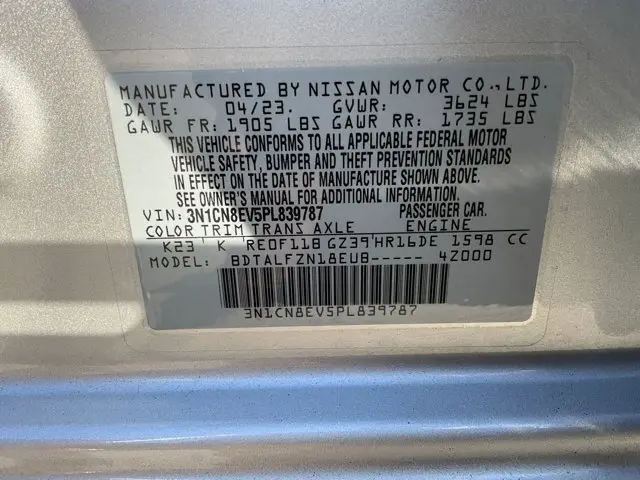 MANUFACTURED BY NISSAN MOTOR CO., LTD.
DATE: 04/23. GVWR: 3624 LBS
GAWR FR: 1905 LBS GAWR RR: 1735 LBS
THIS VEHICLE CONFORMS TO ALL APPLICABLE FEDERAL MOTOR
VEHICLE SAFETY, BUMPER AND THEFT PREVENTION STANDARDS
IN EFFECT ON THE DATE OF MANUFACTURE SHOWN ABOVE.
SEE OWNER'S MANUAL FOR ADDITIONAL INFORMATION.
VIN: 3N1CN8EV5PL839787 PASSENGER CAR.
COLOR TRIM TRANS AXLE ENGINE
K23 K RE0F11B GZ39 HR16DE 1598 CC
MODEL: BDTALFZN18EUB----- 4Z000
3N1CN8EV5PL839787